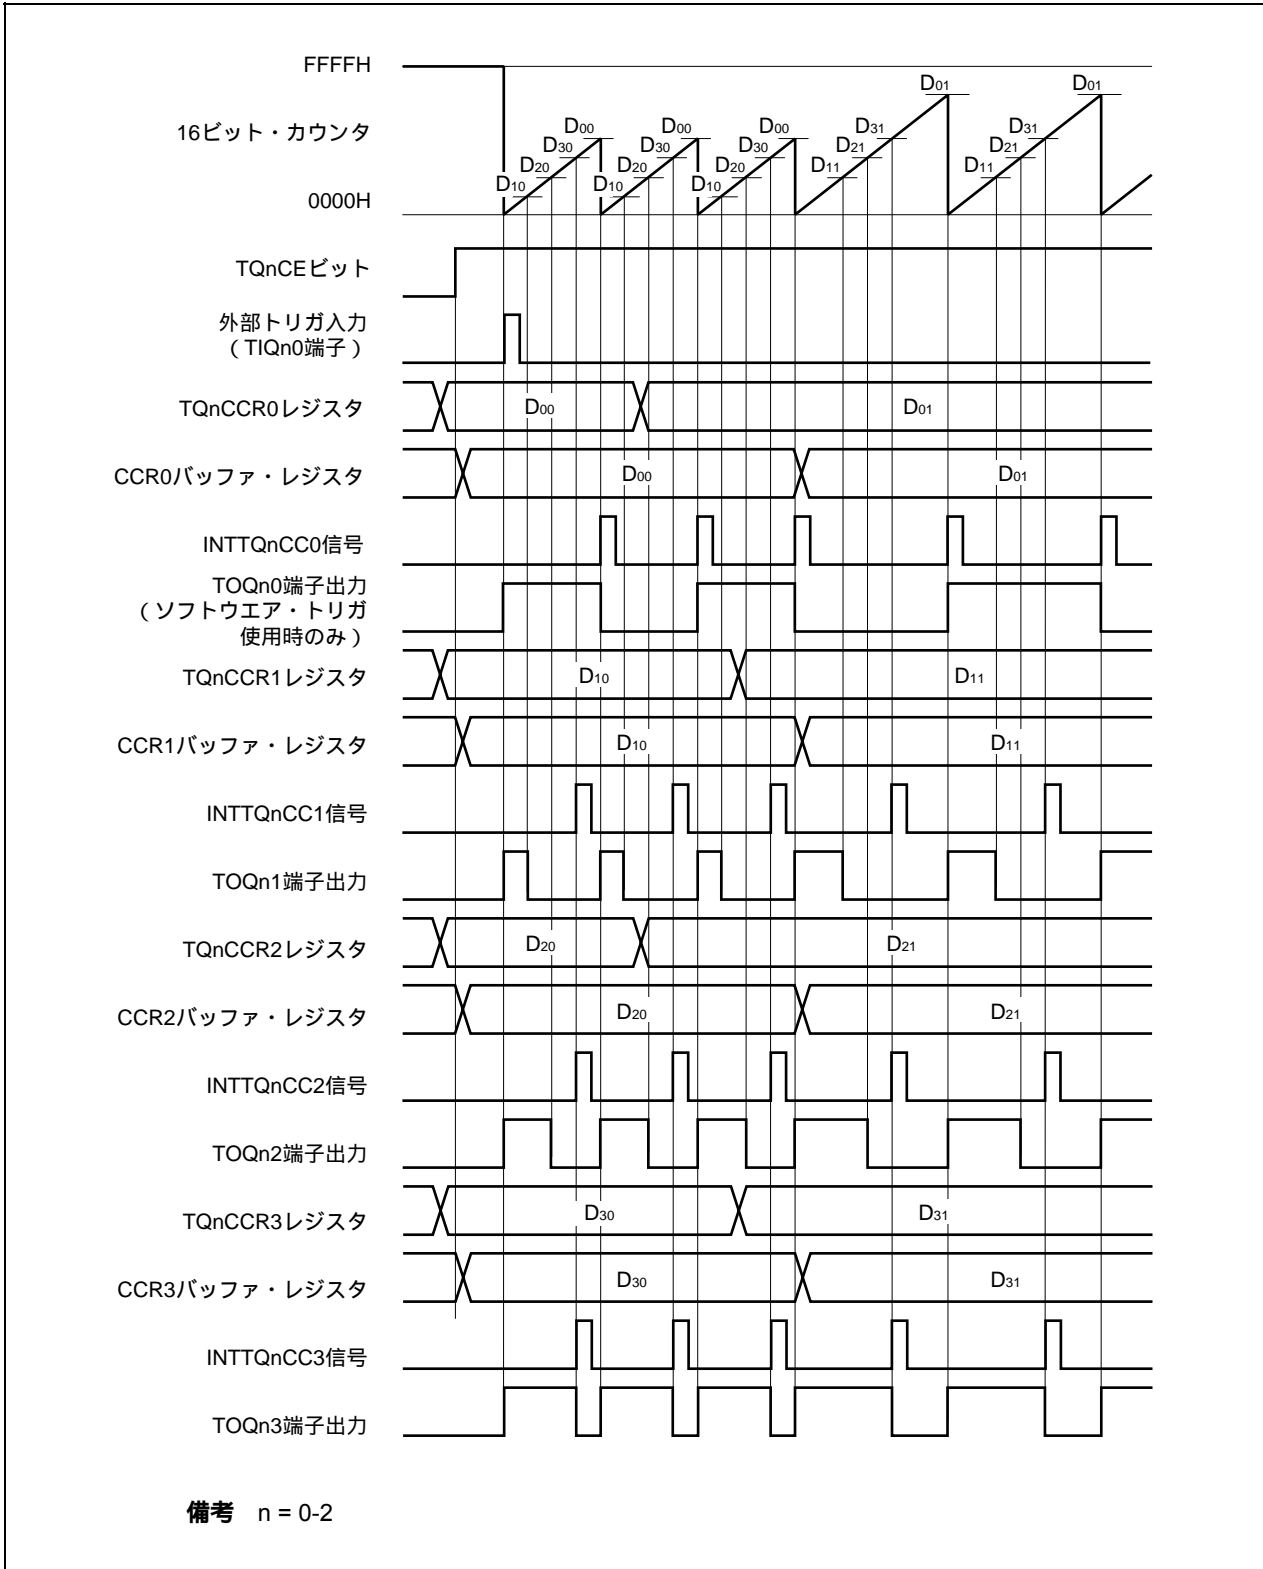 FFFFH
16ビット・カウンタ
0000H
D01 D01
D00 D00 D00 D31 D31
D30 D30 D30 D21 D21
D20 D20 D20 D11 D11
D10 D10 D10
TQnCEビット
外部トリガ入力
(TIQn0端子)
TQnCCR0レジスタ D00 D01
CCR0バッファ・レジスタ D00 D01
INTTQnCC0信号
TOQn0端子出力
(ソフトウエア・トリガ
使用時のみ)
TQnCCR1レジスタ D10 D11
CCR1バッファ・レジスタ D10 D11
INTTQnCC1信号
TOQn1端子出力
TQnCCR2レジスタ D20 D21
CCR2バッファ・レジスタ D20 D21
INTTQnCC2信号
TOQn2端子出力
TQnCCR3レジスタ D30 D31
CCR3バッファ・レジスタ D30 D31
INTTQnCC3信号
TOQn3端子出力
備考 n = 0-2